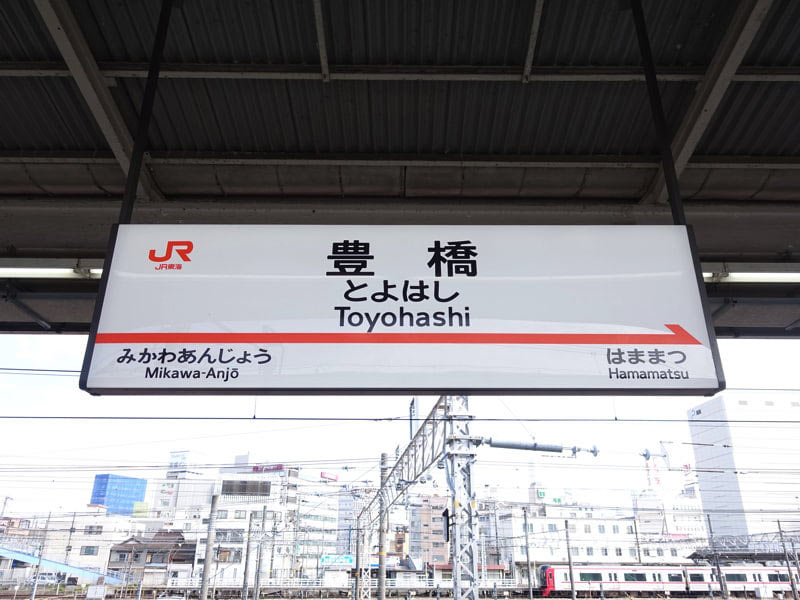 JR
JR東海
豊橋
とよはし
Toyohashi
みかわあんじょう
Mikawa-Anjō
はままつ
Hamamatsu